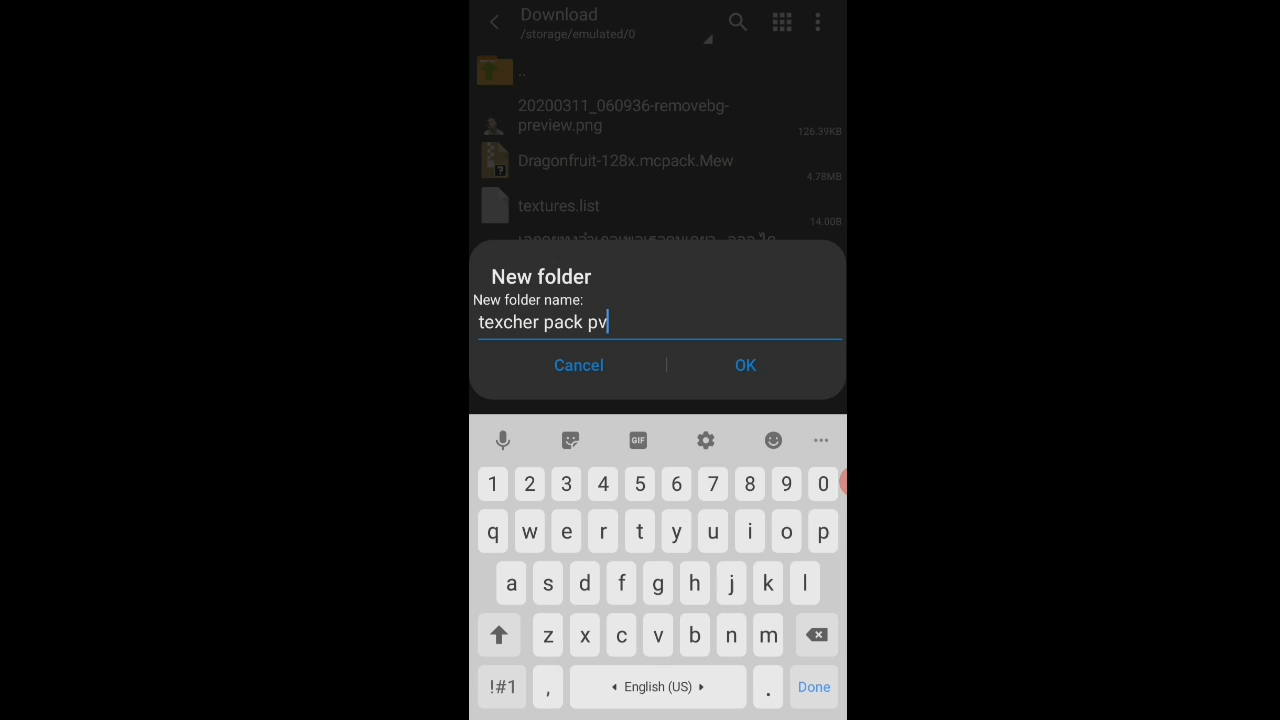 Download
/storage/emulated/0
..
20200311_060936-removebg-
preview.png
126.39KB
Dragonfruit-128x.mcpack.Mew
4.78MB
textures.list
14.00B
New folder
New folder name:
texcher pack pv
Cancel
OK
GIF
1 2 3 4 5 6 7 8 9 0
q w e r t y u i o p
a s d f g h j k l
z x c v b n m
!#1 , English (US) . Done